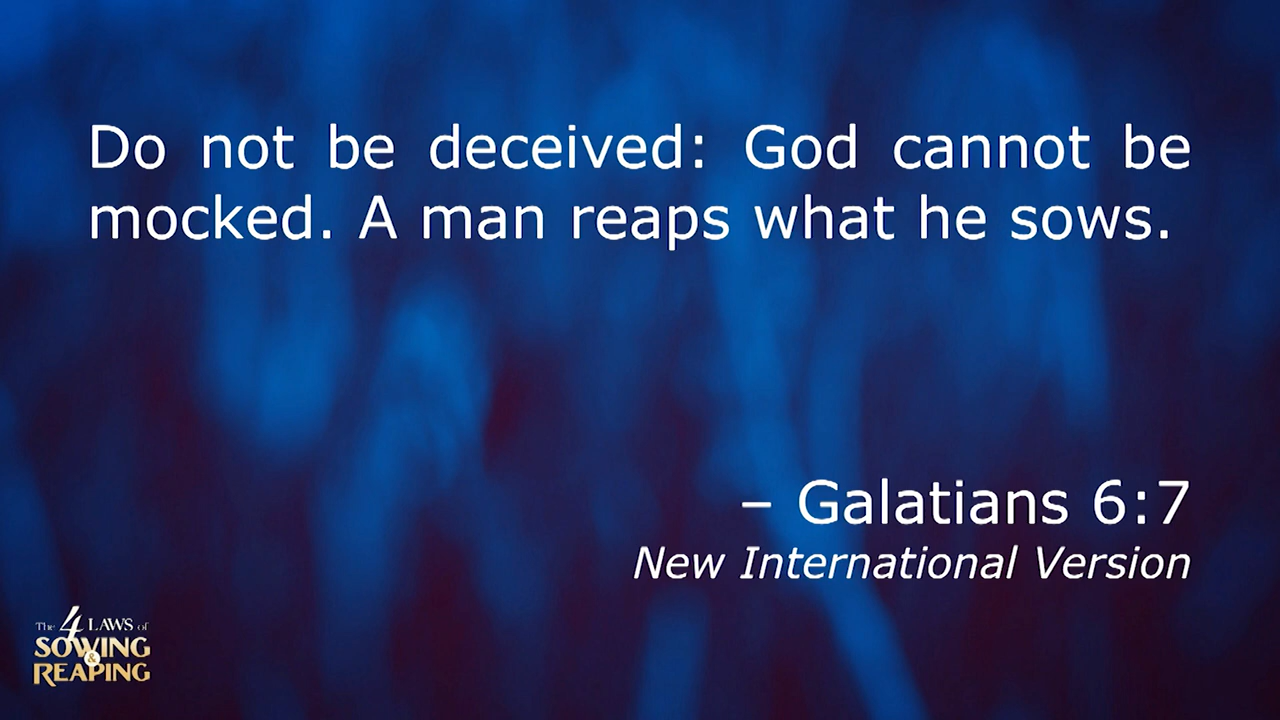 Do not be deceived: God cannot be
mocked. A man reaps what he sows.
– Galatians 6:7
New International Version
The 4 LAWS of
SOWING
&
REAPING